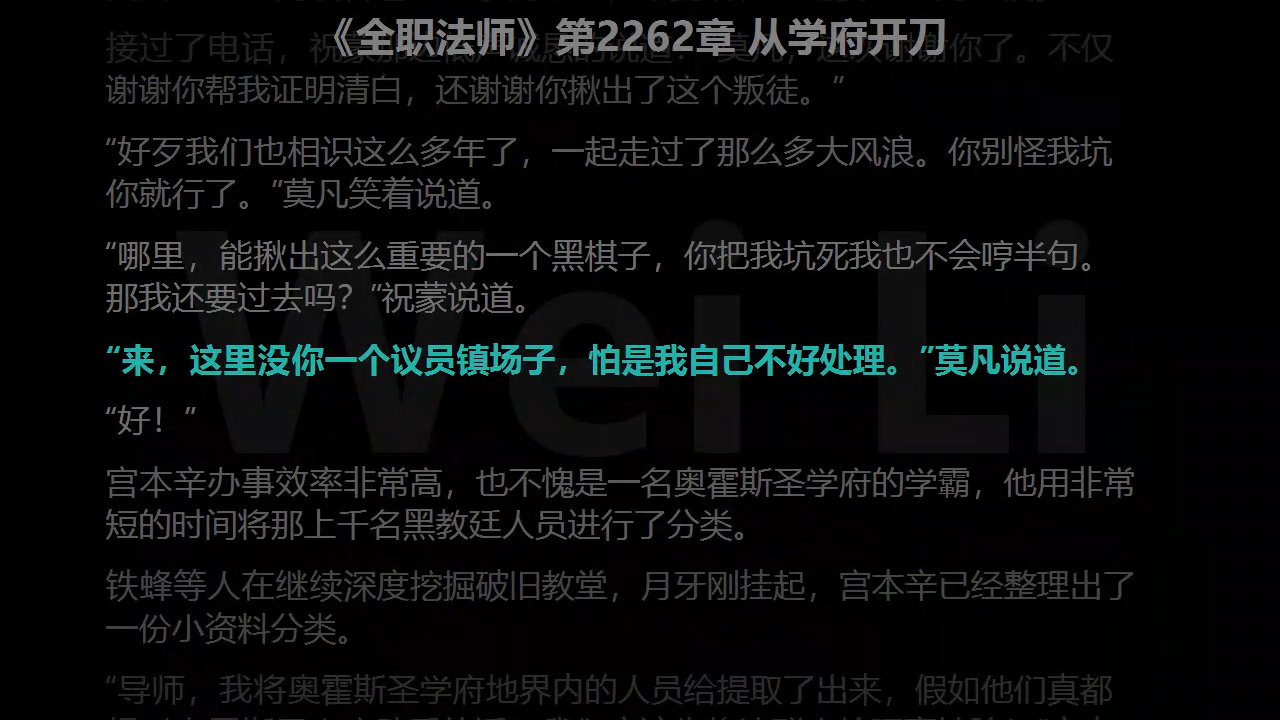 《全职法师》第2262章 从学府开刀
接过了电话，祝蒙
谢谢你了。不仅
谢谢你帮我证明清白，还谢谢你揪出了这个叛徒。”
“好歹我们也相识这么多年了，一起走过了那么多大风浪。你别怪我坑
你就行了。”莫凡笑着说道。
“哪里，能揪出这么重要的一个黑棋子，你把我坑死我也不会哼半句。
那我还要过去吗？”祝蒙说道。
“来，这里没你一个议员镇场子，怕是我自己不好处理。”莫凡说道。
“好！”
宫本辛办事效率非常高，也不愧是一名奥霍斯圣学府的学霸，他用非常
短的时间将那上千名黑教廷人员进行了分类。
铁蜂等人在继续深度挖掘破旧教堂，月牙刚挂起，宫本辛已经整理出了
一份小资料分类。
“导师，我将奥霍斯圣学府地界内的人员给提取了出来，假如他们真都
Wei Li